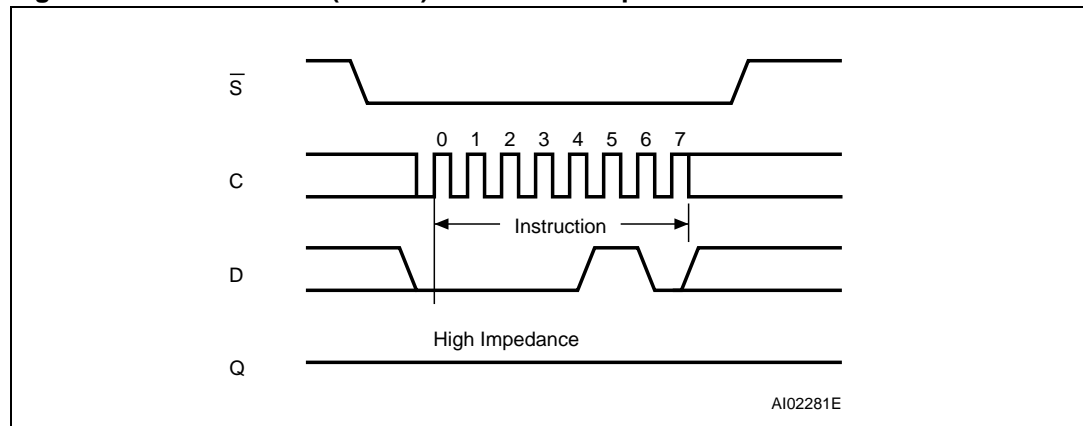 S̅
0 1 2 3 4 5 6 7
C
Instruction
D
High Impedance
Q
AI02281E